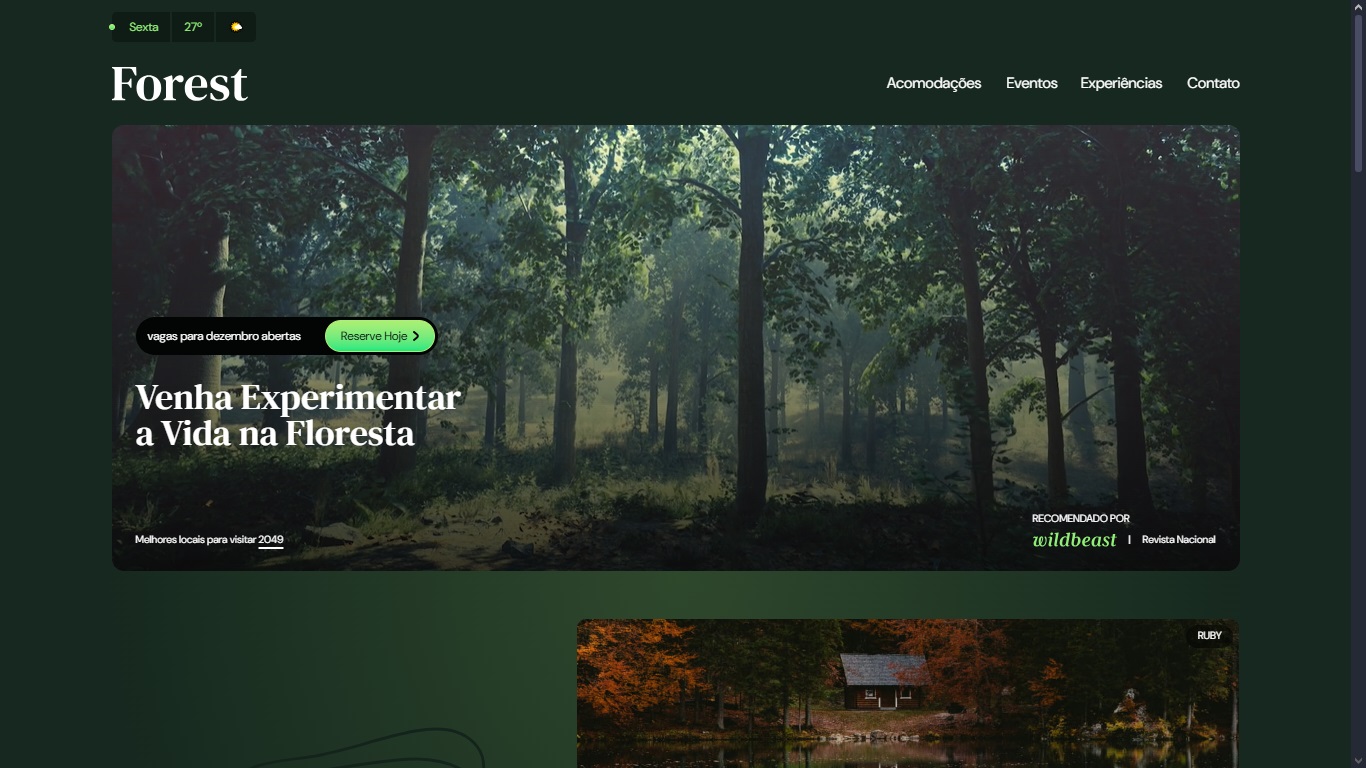 Sexta 27º
Forest
Acomodações Eventos Experiências Contato
vagas para dezembro abertas Reserve Hoje
Venha Experimentar
a Vida na Floresta
Melhores locais para visitar 2049
RECOMENDADO POR
wildbeast | Revista Nacional
RUBY